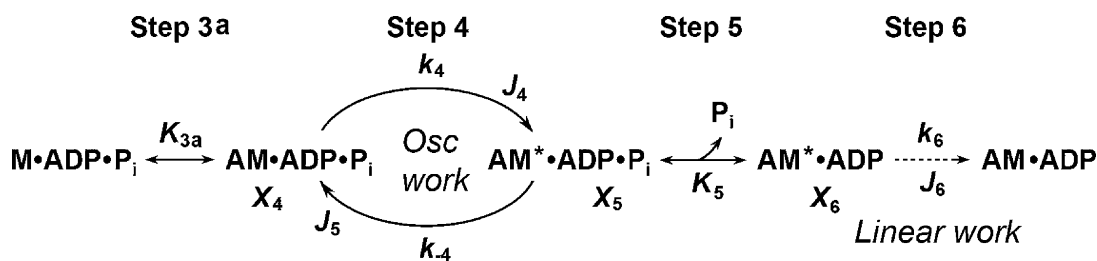 Step 3a Step 4 Step 5 Step 6
k₄
J₄
Pᵢ
K₃ₐ Osc k₆
M•ADP•Pᵢ AM•ADP•Pᵢ work AM*•ADP•Pᵢ K₅ AM*•ADP J₆ AM•ADP
X₄ J₅ X₅ X₆
k₋₄ Linear work